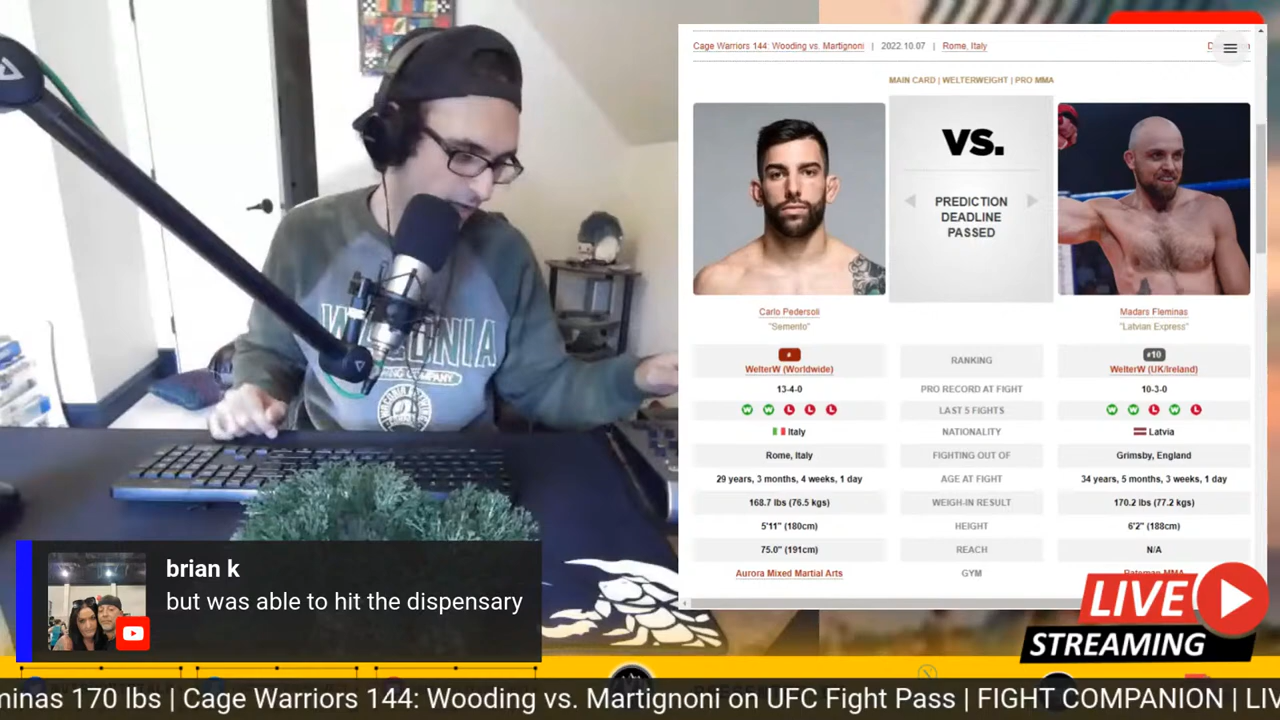 Cage Warriors 144: Wooding vs. Martignoni | 2022.10.07 | Rome, Italy
MAIN CARD | WELTERWEIGHT | PRO MMA
VS.
PREDICTION
DEADLINE
PASSED
Carlo Pedersoli
Madars Fleminas
"Semento"
"Latvian Express"
#
#10
WelterW (Worldwide)
RANKING
WelterW (UK/Ireland)
13-4-0
PRO RECORD AT FIGHT
10-3-0
W W L L L
LAST 5 FIGHTS
W W L W L
Italy
NATIONALITY
Latvia
Rome, Italy
FIGHTING OUT OF
Grimsby, England
29 years, 3 months, 4 weeks, 1 day
AGE AT FIGHT
34 years, 5 months, 3 weeks, 1 day
168.7 lbs (76.5 kgs)
WEIGH-IN RESULT
170.2 lbs (77.2 kgs)
5'11" (180cm)
HEIGHT
6'2" (188cm)
75.0" (191cm)
REACH
N/A
Aurora Mixed Martial Arts
GYM
brian k
but was able to hit the dispensary
LIVE
STREAMING
minas 170 lbs | Cage Warriors 144: Wooding vs. Martignoni on UFC Fight Pass | FIGHT COMPANION | LIV